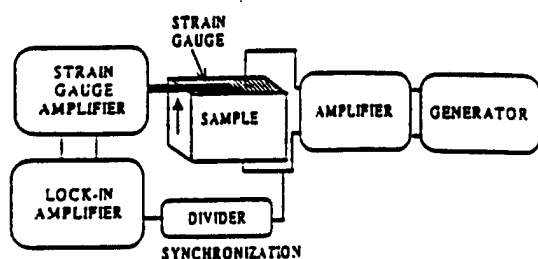 STRAIN
GAUGE
STRAIN
GAUGE
AMPLIFIER
SAMPLE
AMPLIFIER
GENERATOR
LOCK-IN
AMPLIFIER
DIVIDER
SYNCHRONIZATION